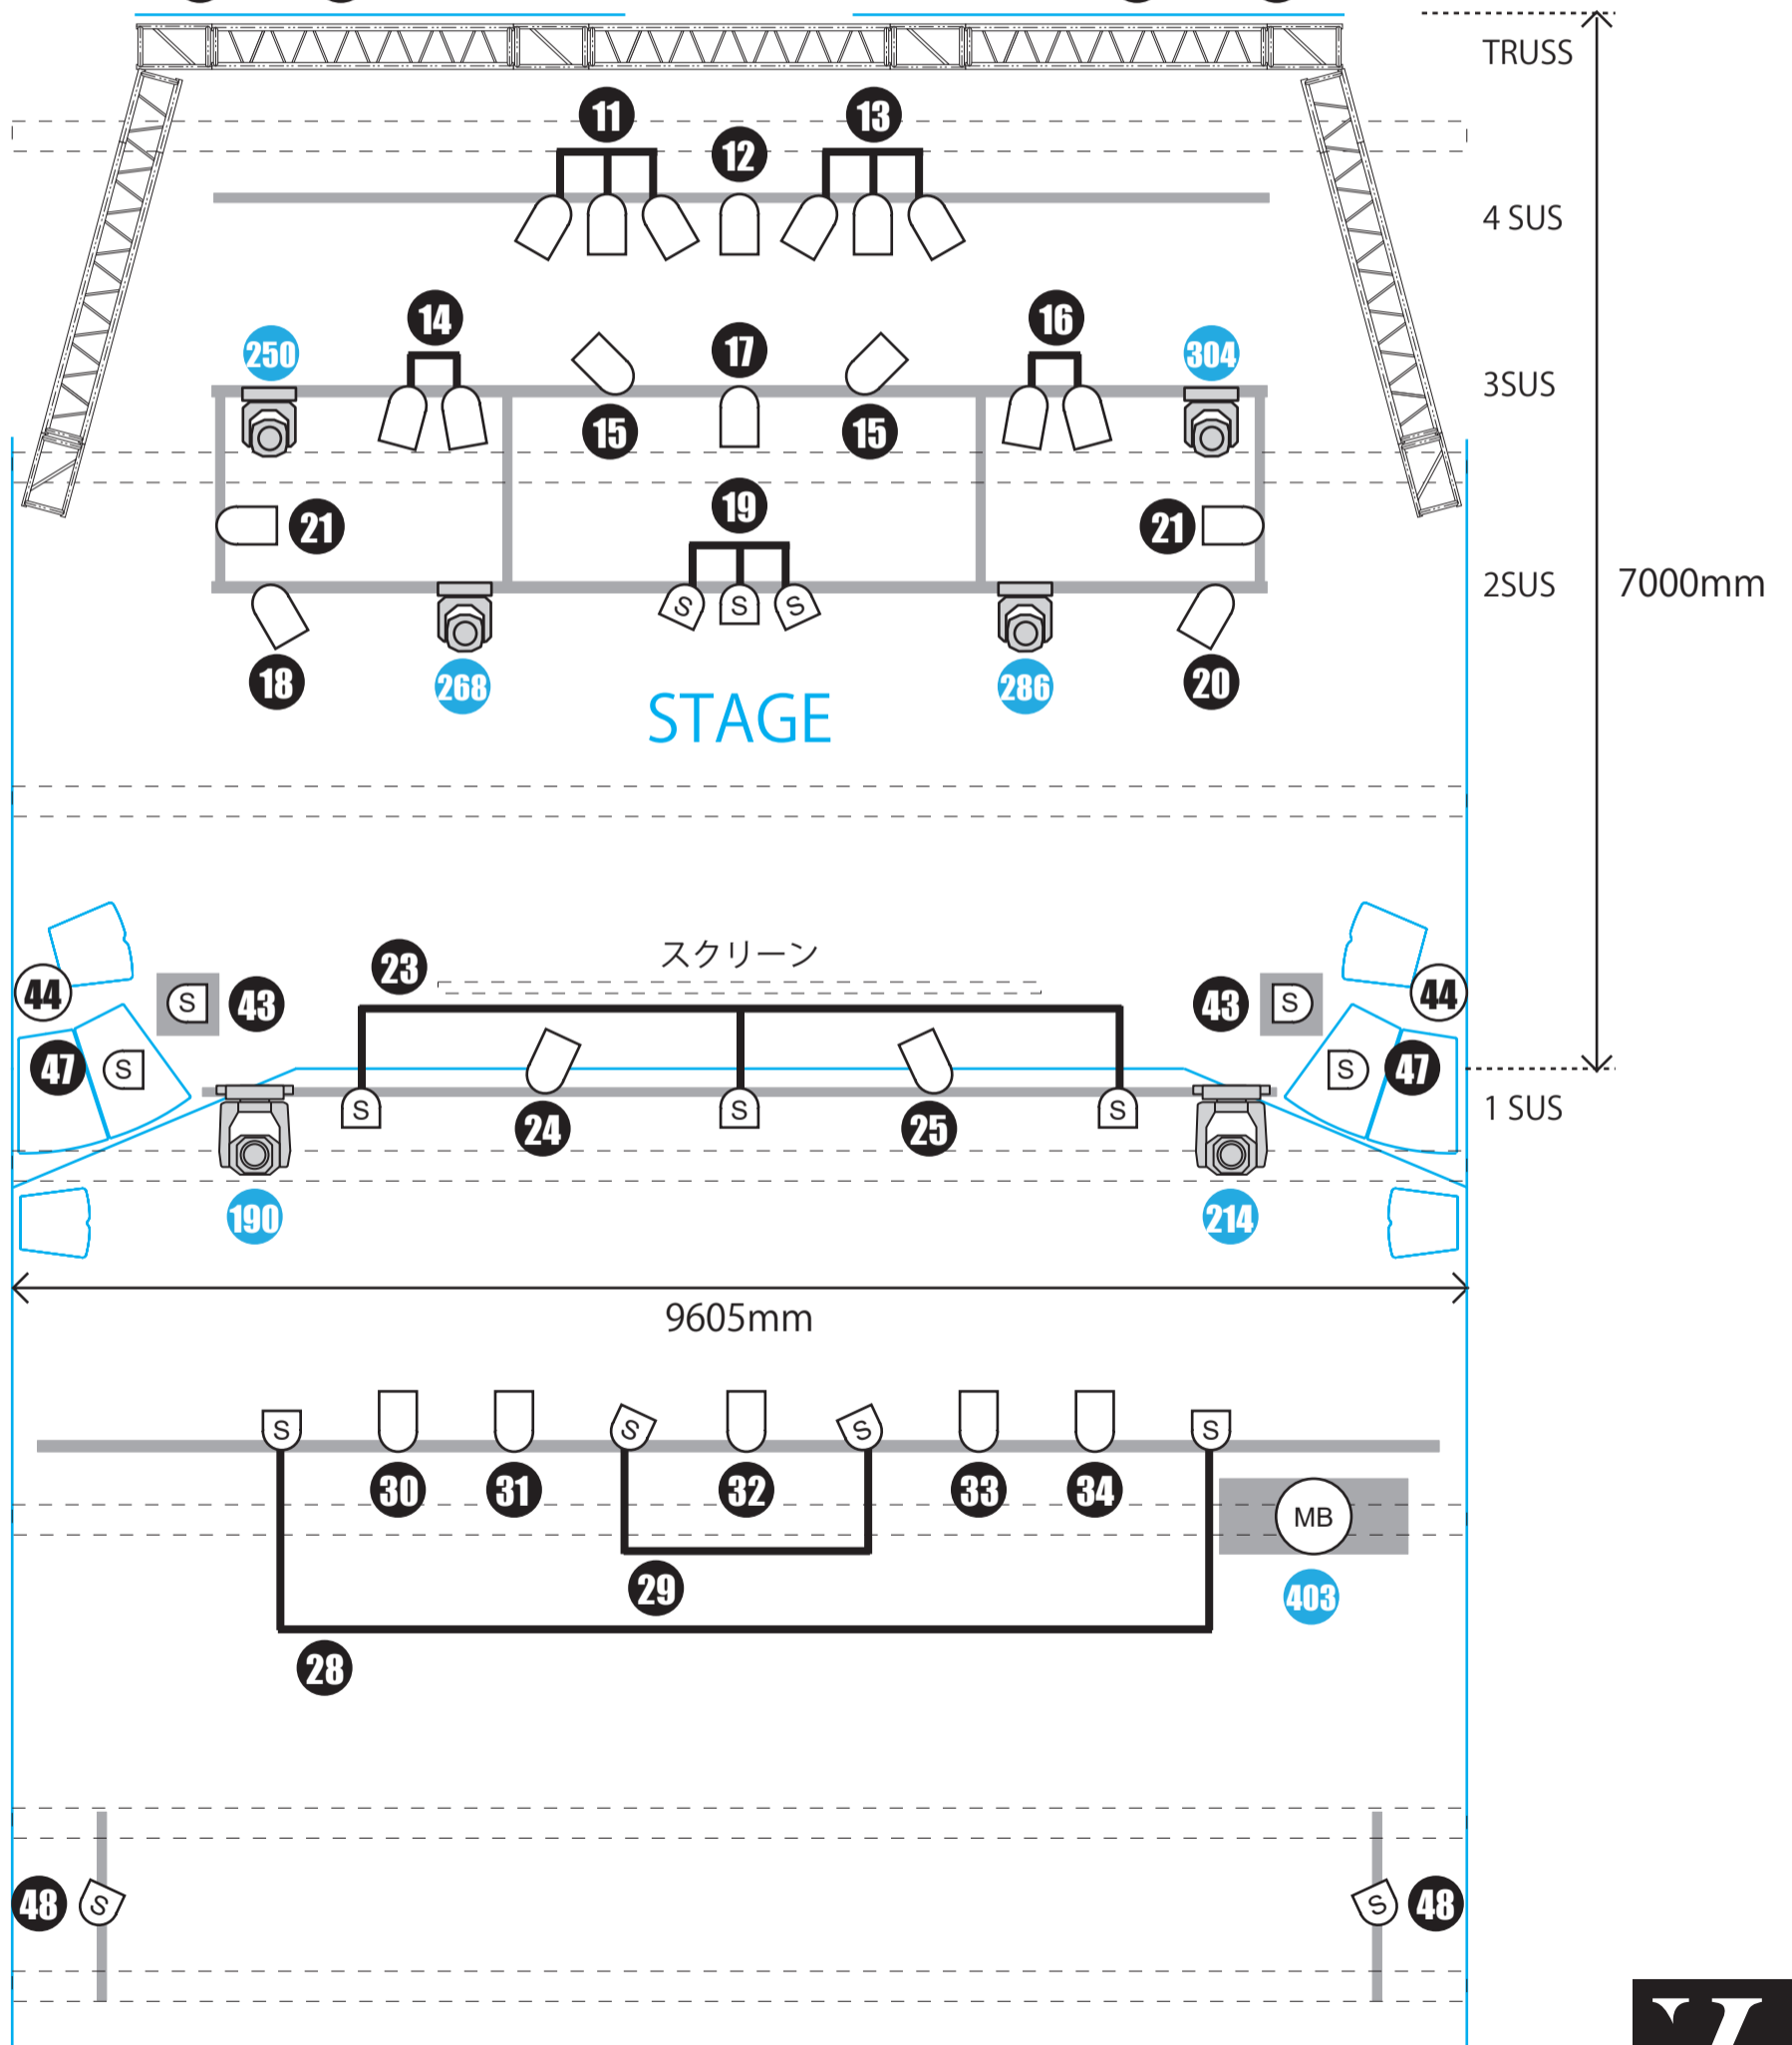 TRUSS
11
13
12
4 SUS
14
16
250
17
304
3SUS
15
15
19
21
21
2SUS
7000mm
S
S
S
18
268
286
20
STAGE
スクリーン
23
44
S
43
43
S
44
47
S
S
47
S
S
S
1 SUS
24
25
190
214
9605mm
S
S
S
S
30
31
32
33
34
MB
29
403
28
48
S
S
48